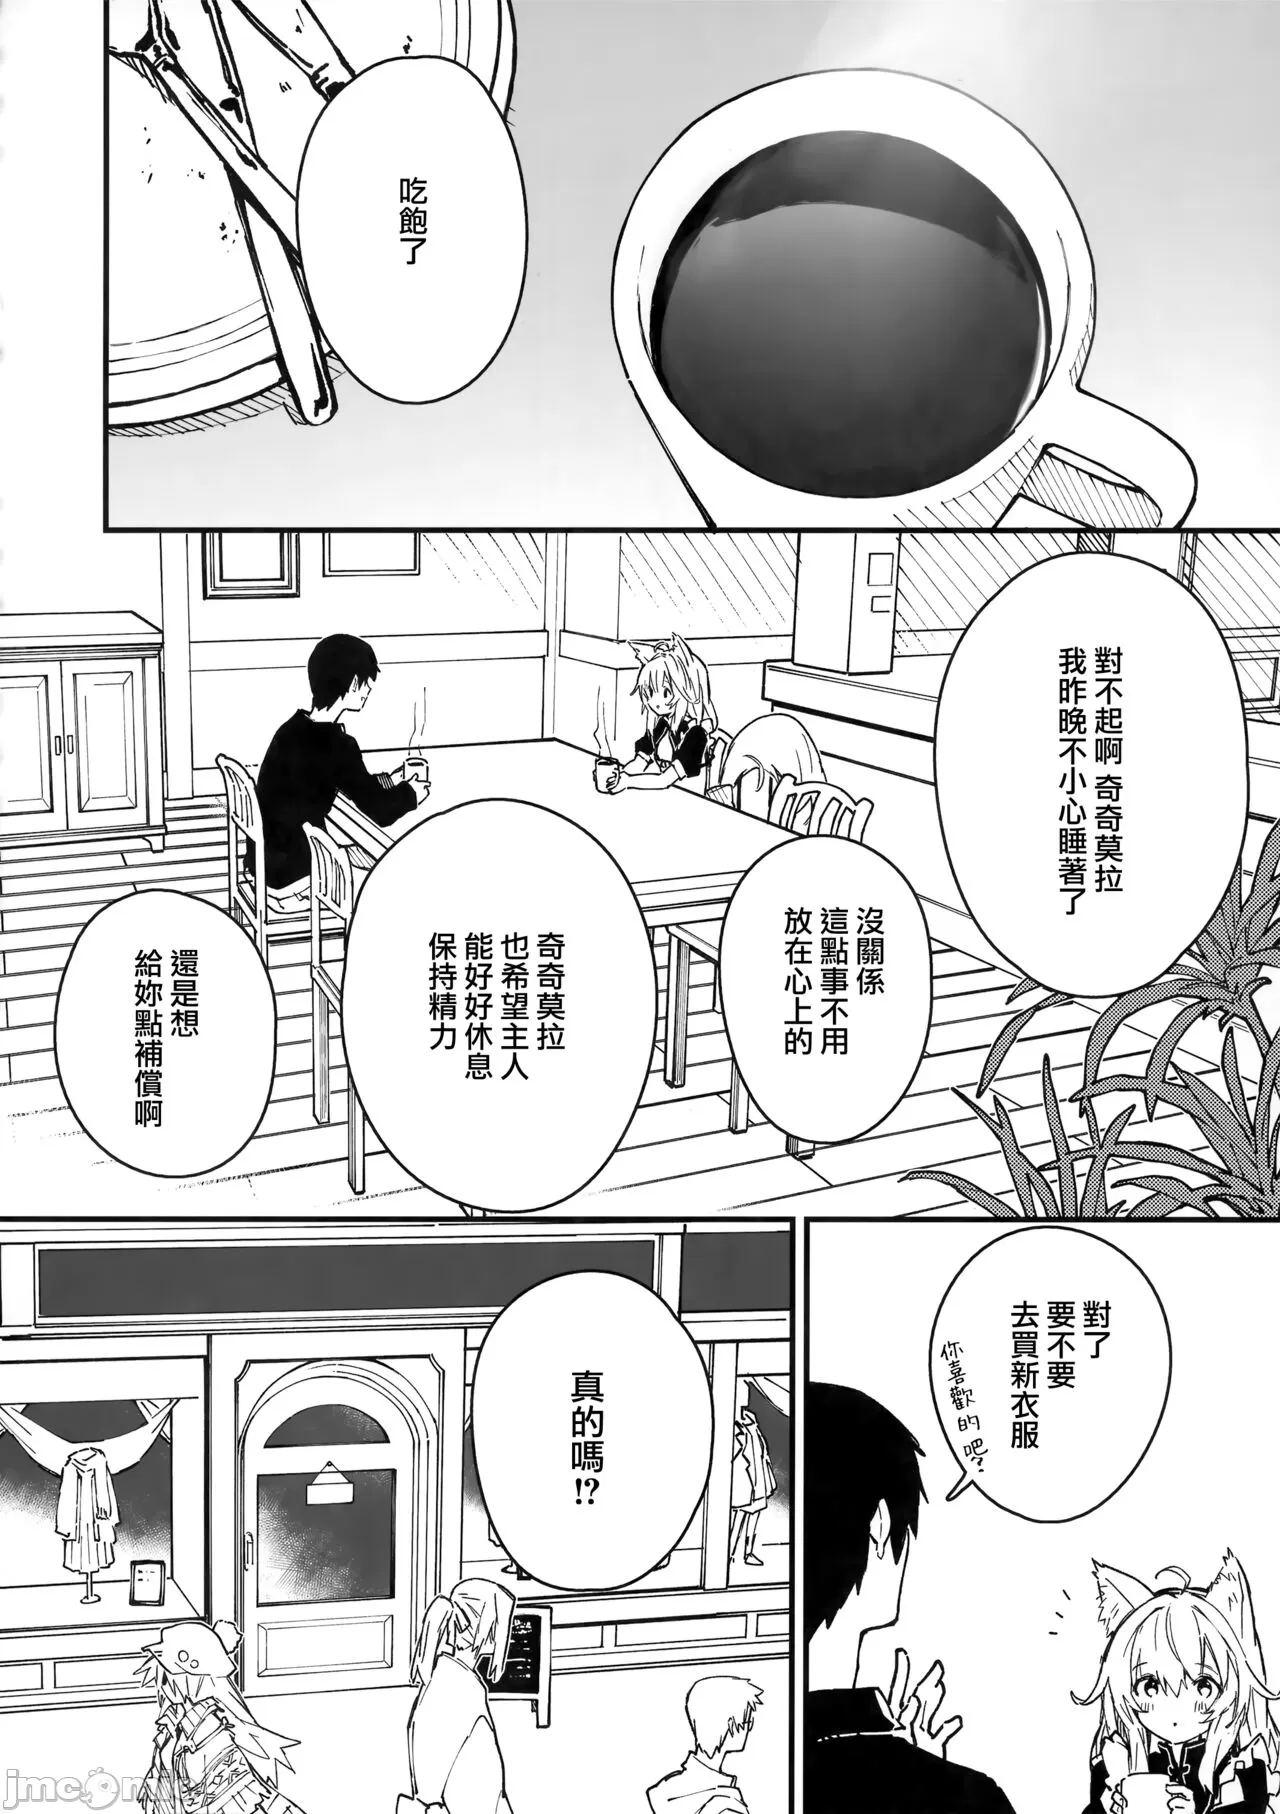 吃飽了
對不起啊 奇奇莫拉
我昨晚不小心睡著了
沒關係
這點事不用
放在心上的
奇奇莫拉
也希望主人
能好好休息
保持精力
還是想
給妳點補償啊
對了
要不要
去買新衣服
你喜歡的吧?
真的嗎!?
jmcomic